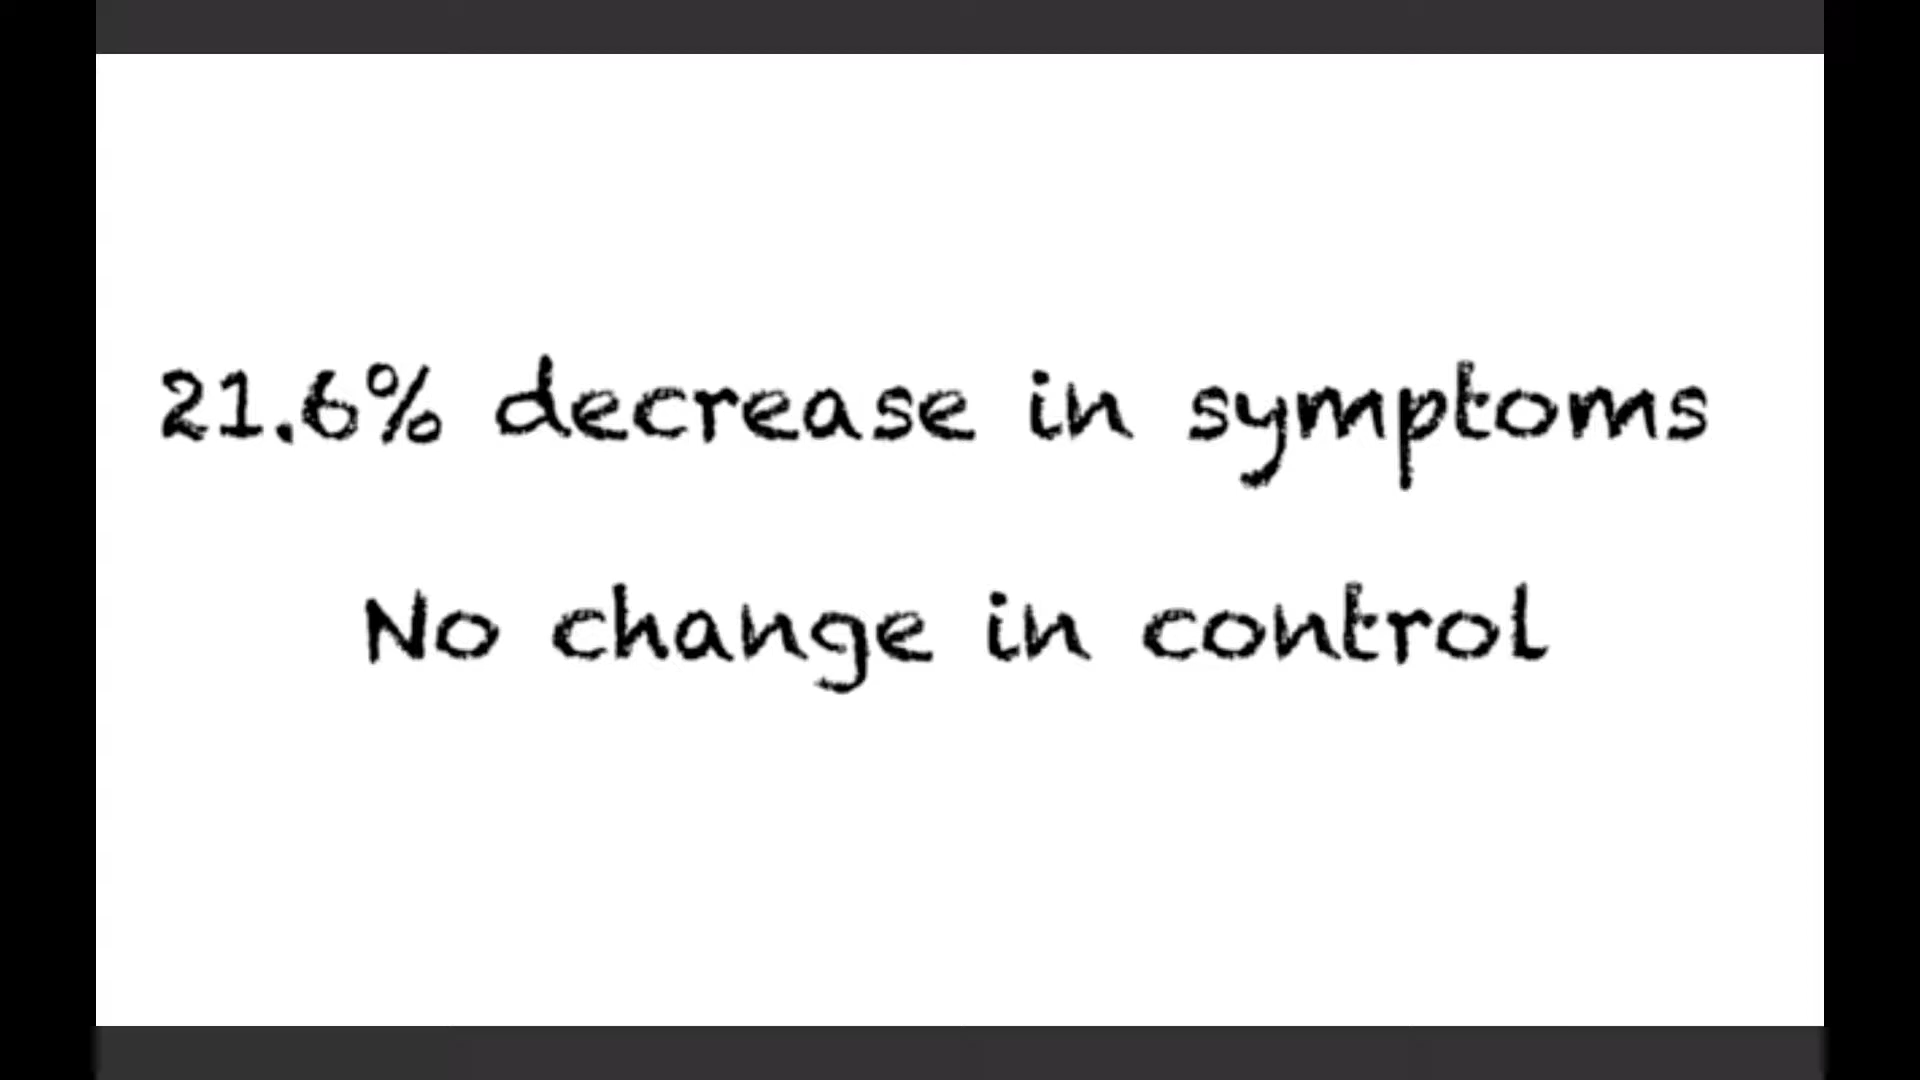 21.6% decrease in symptoms
No change in control